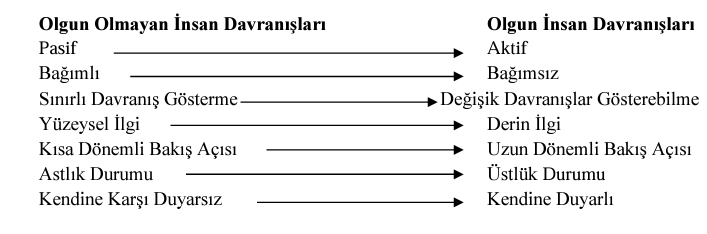 Olgun Olmayan İnsan Davranışları Olgun İnsan Davranışları
Pasif Aktif
Bağımlı Bağımsız
Sınırlı Davranış Gösterme Değişik Davranışlar Gösterebilme
Yüzeysel İlgi Derin İlgi
Kısa Dönemli Bakış Açısı Uzun Dönemli Bakış Açısı
Astlık Durumu Üstlük Durumu
Kendine Karşı Duyarsız Kendine Duyarlı